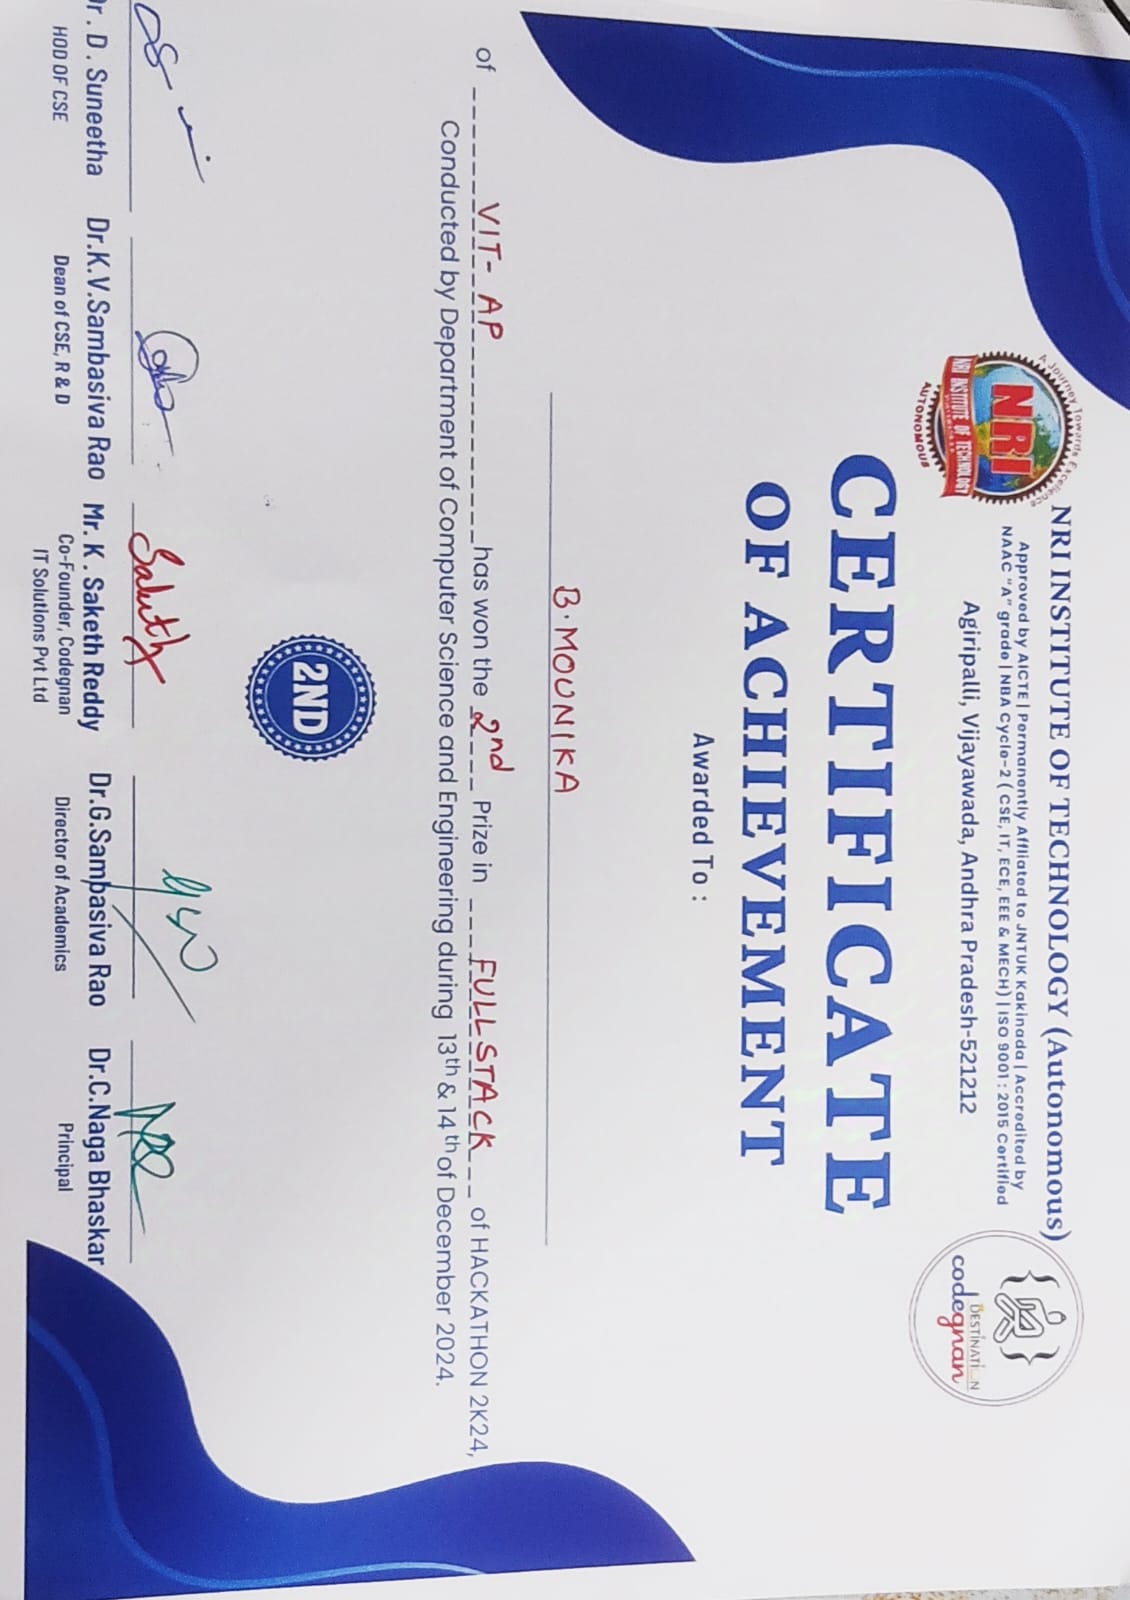 A Journey Towards Excellence
NRI
NRI INSTITUTE OF TECHNOLOGY
AUTONOMOUS
NRI INSTITUTE OF TECHNOLOGY (Autonomous)
Approved by AICTE | Permanently Affliated to JNTUK Kakinada | Accredited by
NAAC "A" grade | NBA Cyclo-2 ( CSE, IT, ECE, EEE & MECH) | ISO 9001 : 2015 Certified
Agiripalli, Vijayawada, Andhra Pradesh-521212
DESTINATI_N
codegnan
CERTIFICATE
OF ACHIEVEMENT
Awarded To :
B. MOUNIKA
of VIT- AP has won the 2nd Prize in FULLSTACK of HACKATHON 2K24,
Conducted by Department of Computer Science and Engineering during 13th & 14th of December 2024.
2ND
Saketh
Dr. D. Suneetha
HOD OF CSE
Dr.K.V.Sambasiva Rao
Dean of CSE, R & D
Mr. K. Saketh Reddy
Co-Founder, Codegnan
IT Solutions Pvt Ltd
Dr.G.Sambasiva Rao
Director of Academics
Dr.C.Naga Bhaskar
Principal